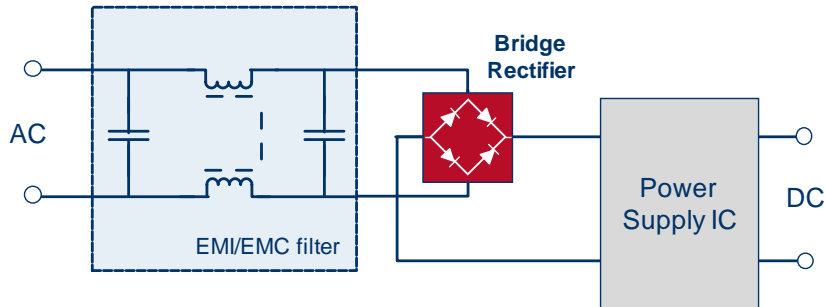 Bridge
Rectifier
AC
Power
Supply IC
DC
EMI/EMC filter